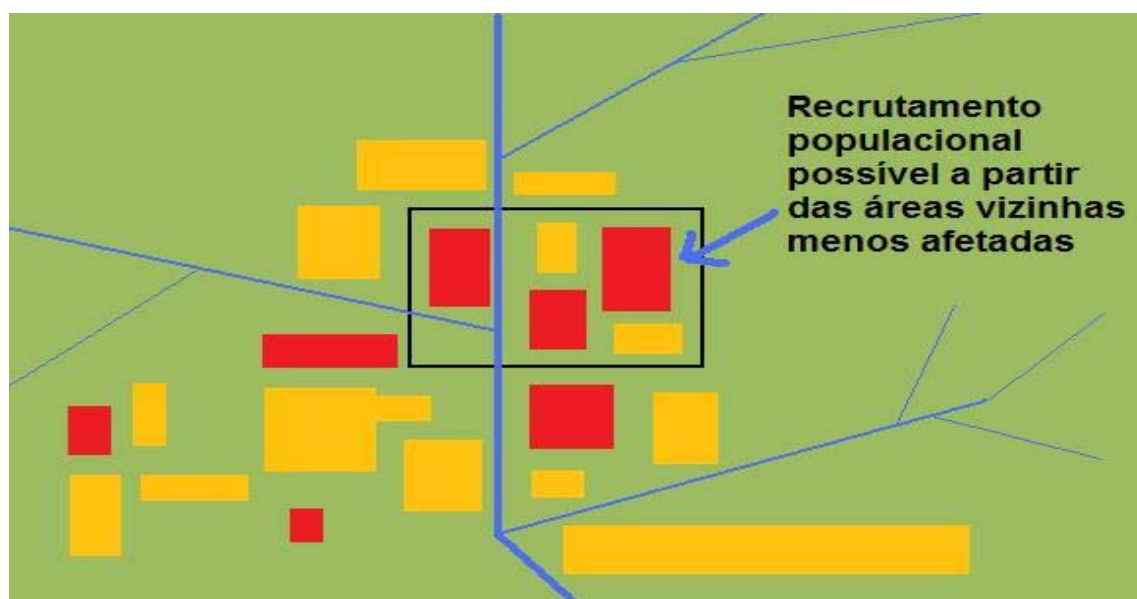 Recrutamento
populacional
possível a partir
das áreas vizinhas
menos afetadas